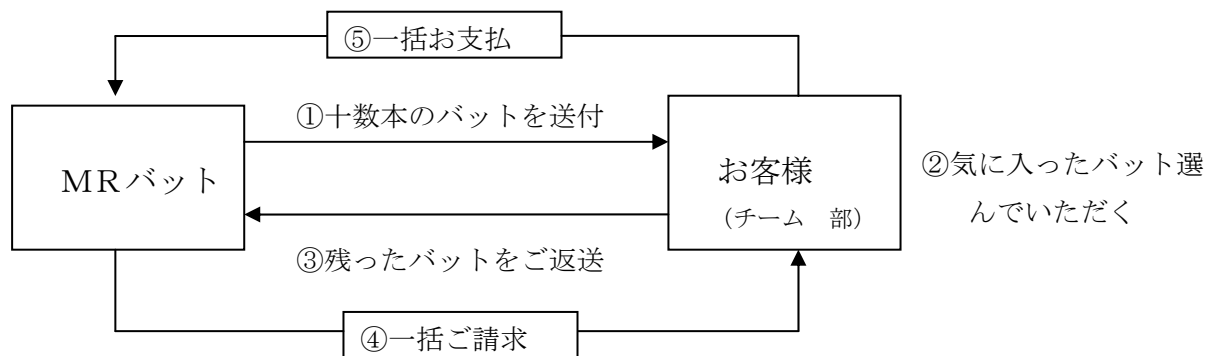 ⑤一括お支払
①十数本のバットを送付
MRバット
お客様
(チーム 部)
②気に入ったバット選
んでいただく
③残ったバットをご返送
④一括ご請求